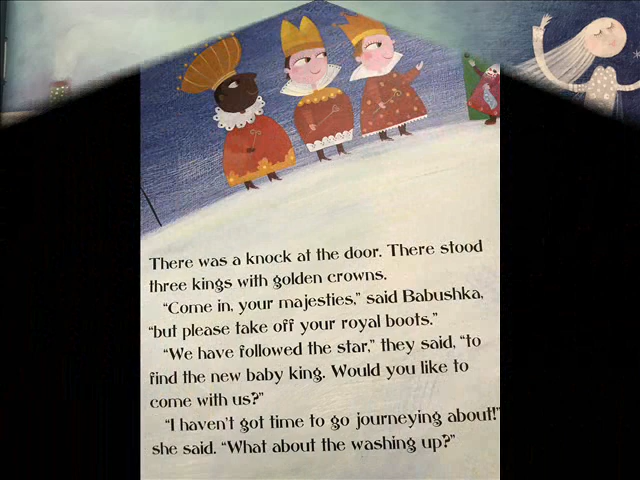 There was a knock at the door. There stood
three kings with golden crowns.
"Come in, your majesties," said Babushka,
"but please take off your royal boots."
"We have followed the star," they said, "to
find the new baby king. Would you like to
come with us?"
"I haven't got time to go journeying about!"
she said. "What about the washing up?"